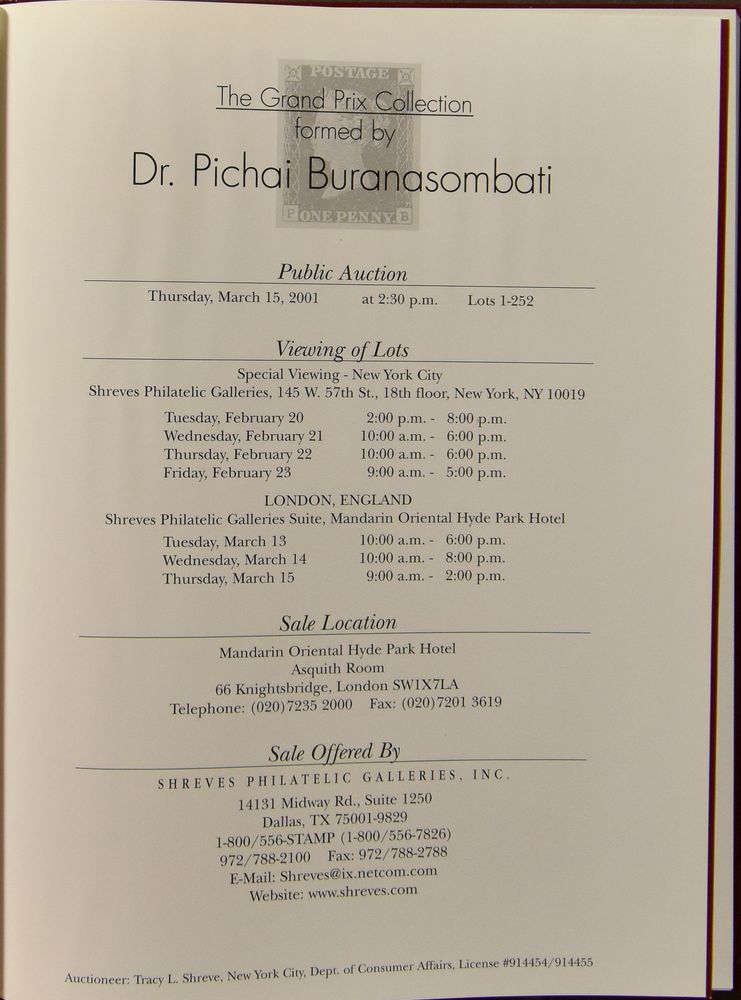 POSTAGE
The Grand Prix Collection
formed by
Dr. Pichai Buranasombati
P ONE PENNY. B
Public Auction
Thursday, March 15, 2001 at 2:30 p.m. Lots 1-252
Viewing of Lots
Special Viewing - New York City
Shreves Philatelic Galleries, 145 W. 57th St., 18th floor, New York, NY 10019
Tuesday, February 20 2:00 p.m. - 8:00 p.m.
Wednesday, February 21 10:00 a.m. - 6:00 p.m.
Thursday, February 22 10:00 a.m. - 6:00 p.m.
Friday, February 23 9:00 a.m. - 5:00 p.m.
LONDON, ENGLAND
Shreves Philatelic Galleries Suite, Mandarin Oriental Hyde Park Hotel
Tuesday, March 13 10:00 a.m. - 6:00 p.m.
Wednesday, March 14 10:00 a.m. - 8:00 p.m.
Thursday, March 15 9:00 a.m. - 2:00 p.m.
Sale Location
Mandarin Oriental Hyde Park Hotel
Asquith Room
66 Knightsbridge, London SW1X7LA
Telephone: (020)7235 2000 Fax: (020)7201 3619
Sale Offered By
SHREVES PHILATELIC GALLERIES, INC.
14131 Midway Rd., Suite 1250
Dallas, TX 75001-9829
1-800/556-STAMP (1-800/556-7826)
972/788-2100 Fax: 972/788-2788
E-Mail: Shreves@ix.netcom.com
Website: www.shreves.com
Auctioneer: Tracy L. Shreve, New York City, Dept. of Consumer Affairs, License #914454/914455